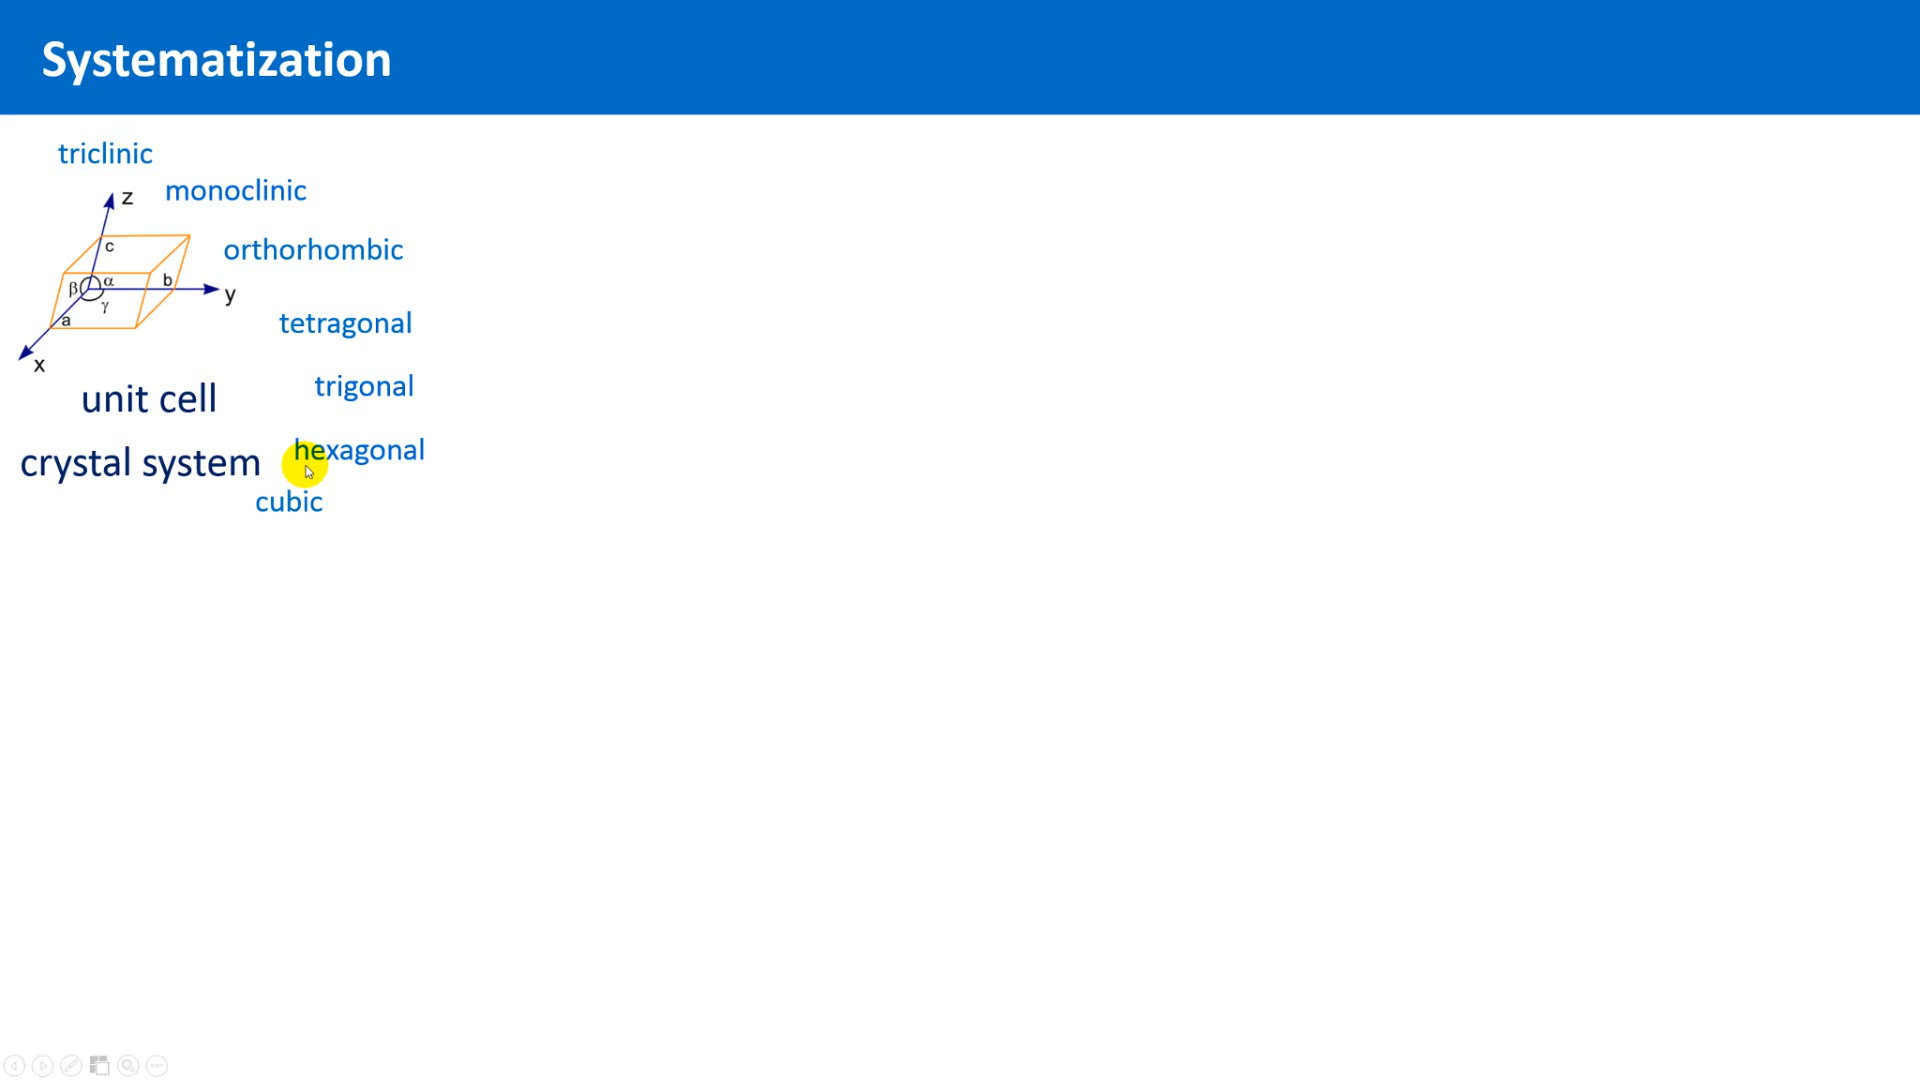 Systematization
triclinic
z
monoclinic
c
orthorhombic
β
α
b
y
γ
a
tetragonal
x
unit cell
trigonal
crystal system
hexagonal
cubic